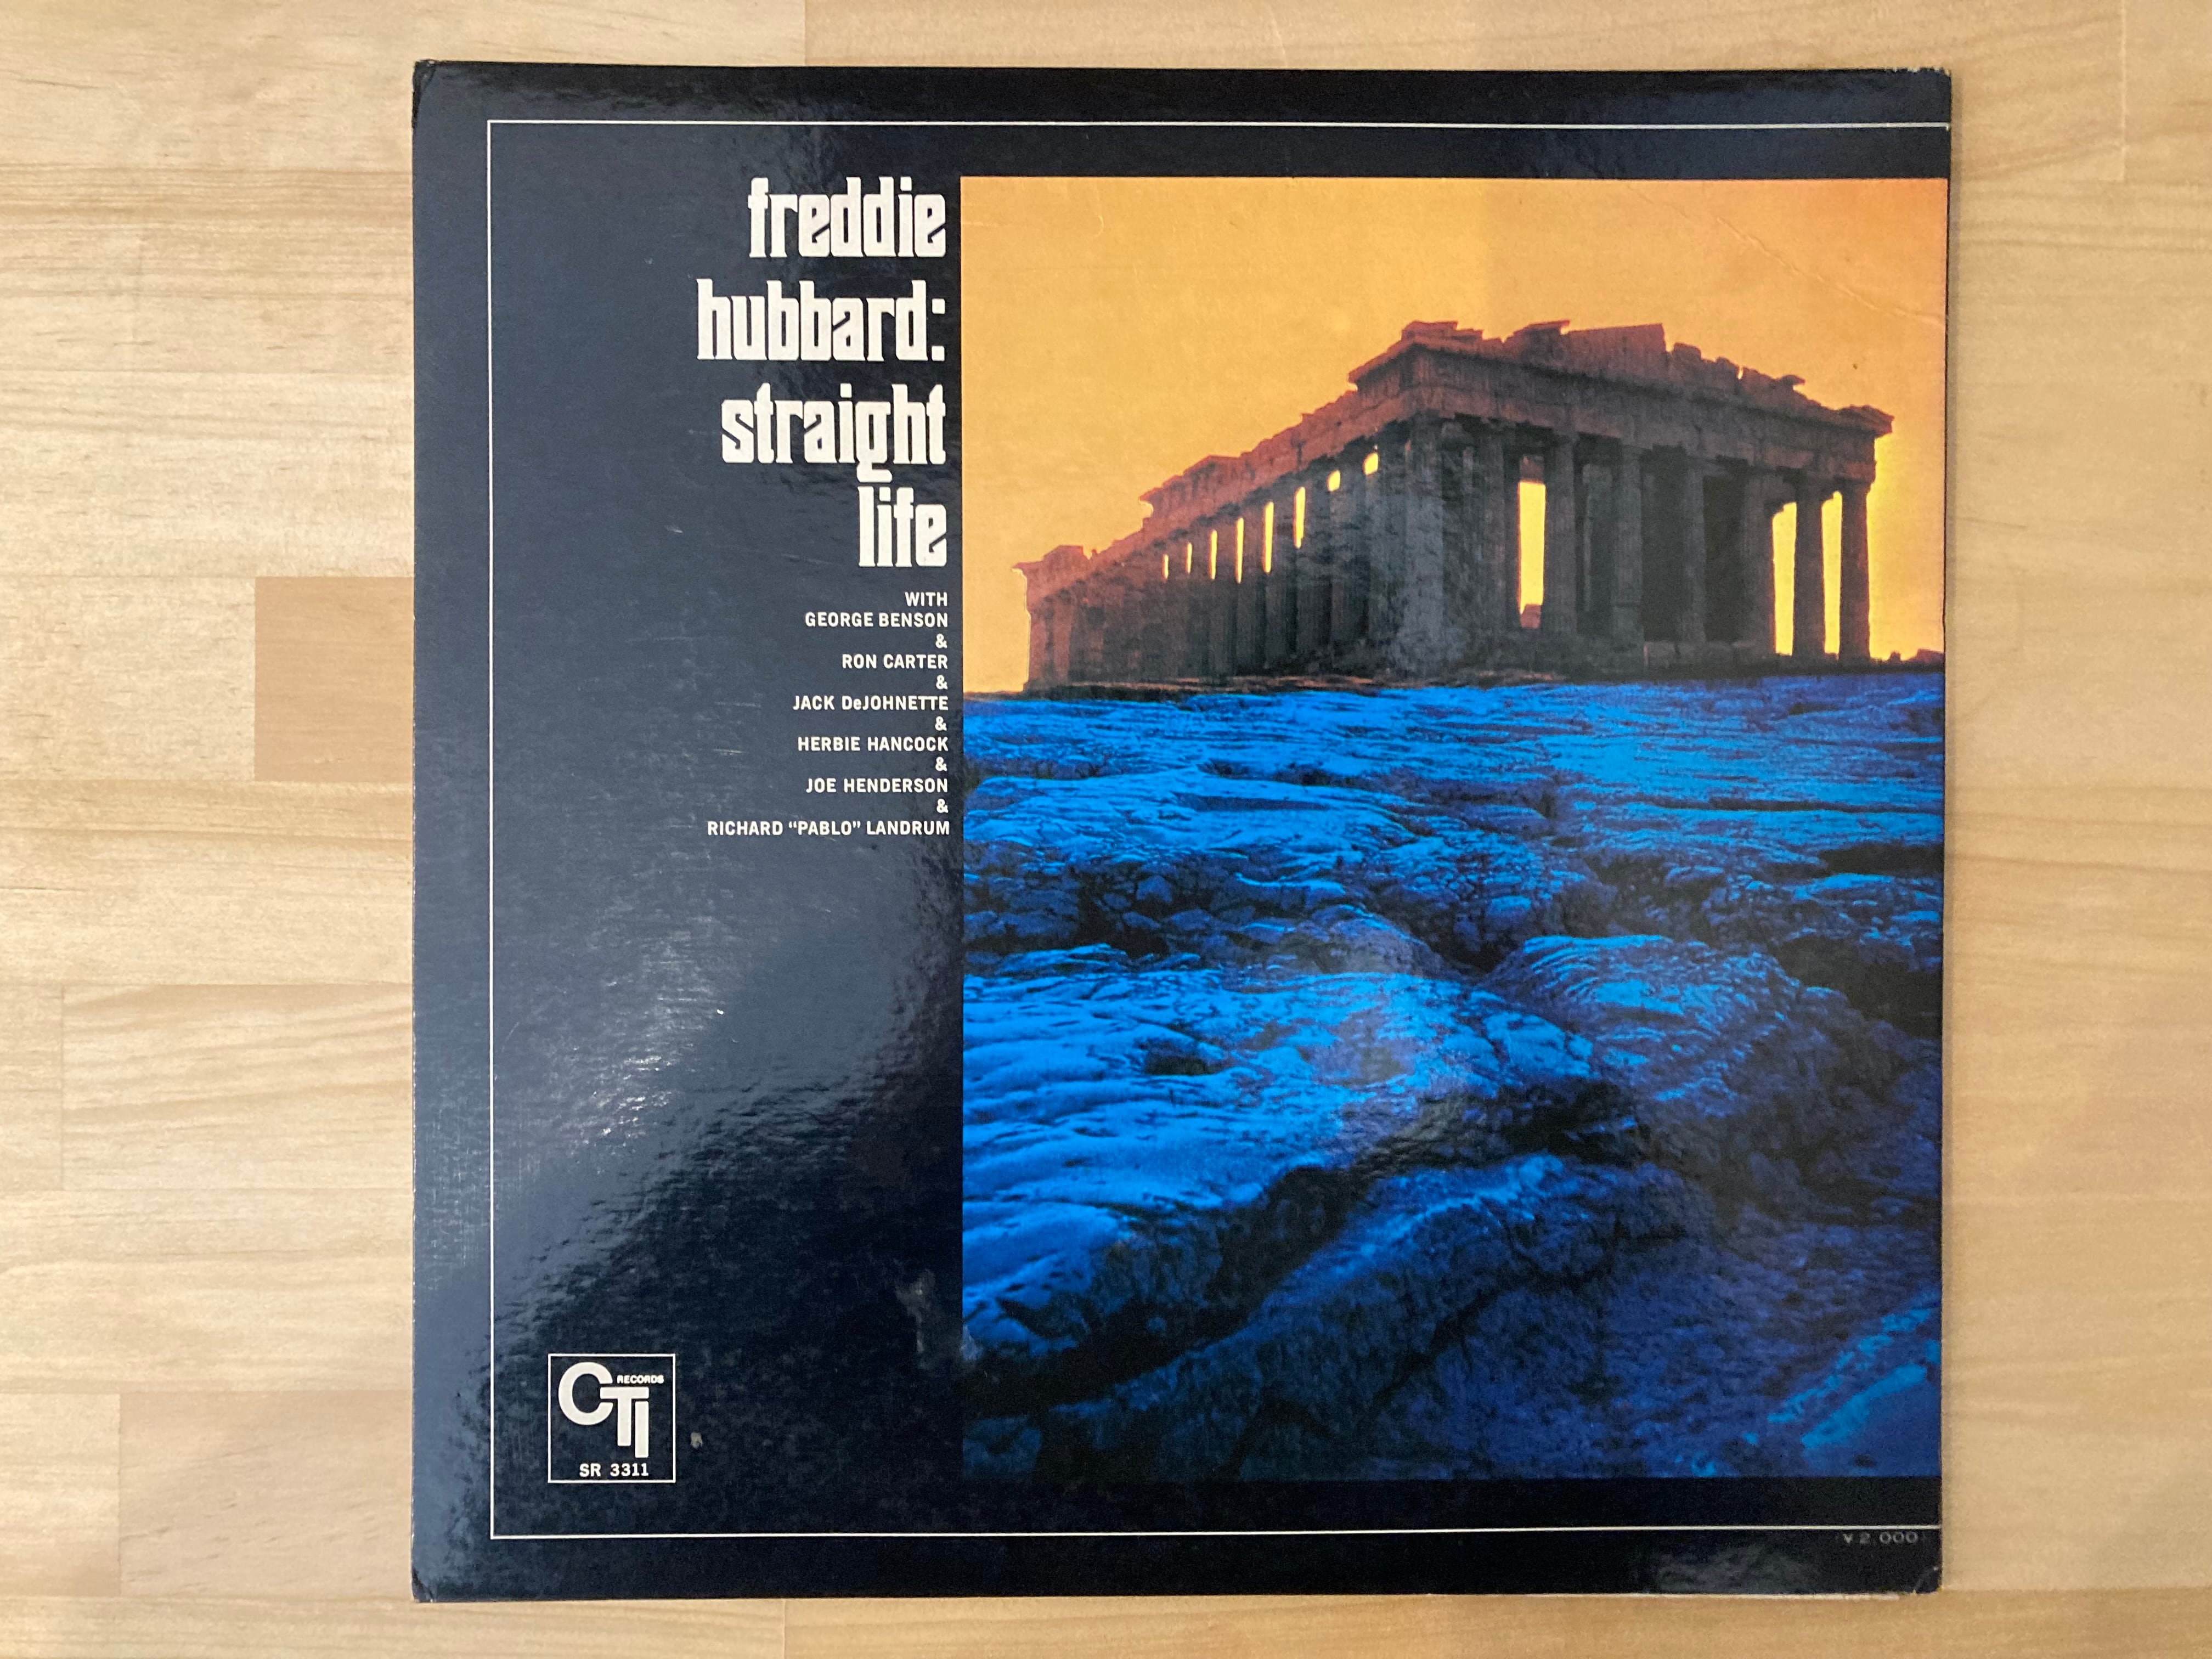 freddie
hubbard:
straight
life
WITH
GEORGE BENSON
&
RON CARTER
&
JACK DeJOHNETTE
&
HERBIE HANCOCK
&
JOE HENDERSON
&
RICHARD “PABLO” LANDRUM
CTI RECORDS
SR 3311
¥2,000